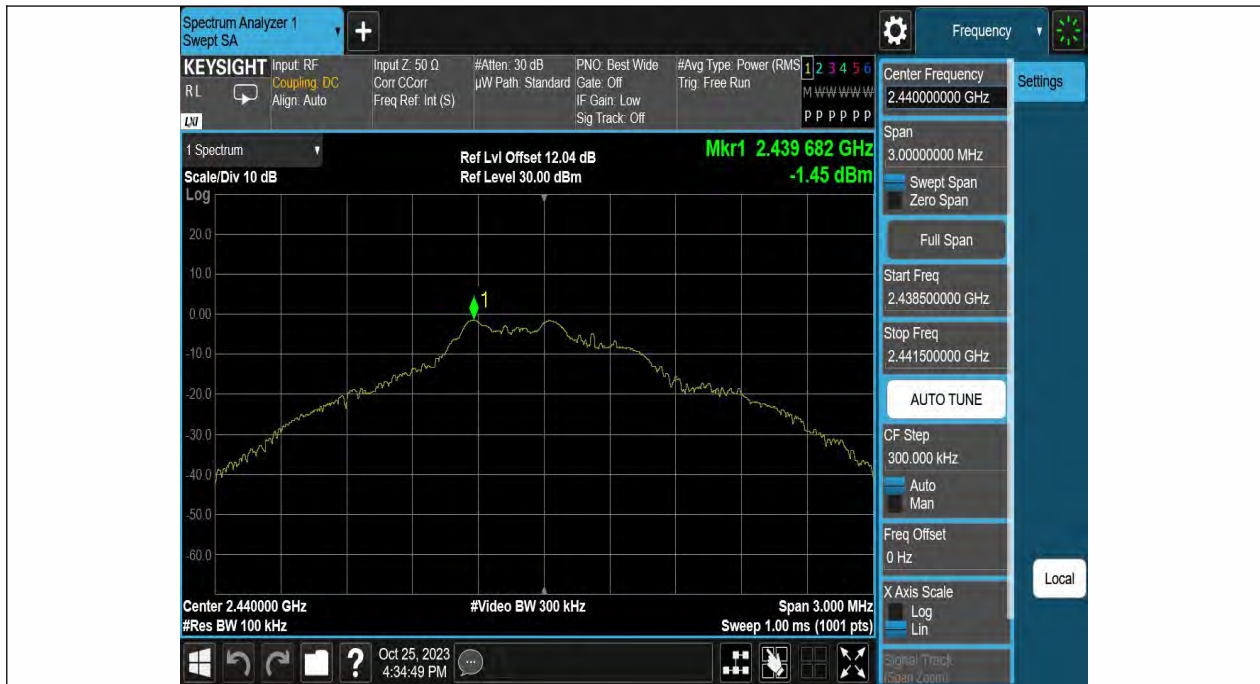 Spectrum Analyzer 1
Swept SA
Frequency
KEYSIGHT
R L
LXI
Input: RF
Coupling: DC
Align: Auto
Input Z: 50 Ω
Corr CCorr
Freq Ref: Int (S)
#Atten: 30 dB
µW Path: Standard
PNO: Best Wide
Gate: Off
IF Gain: Low
Sig Track: Off
#Avg Type: Power (RMS
Trig: Free Run
1 2 3 4 5 6
M W W W W W
P P P P P P
1 Spectrum
Scale/Div 10 dB
Log
Ref Lvl Offset 12.04 dB
Ref Level 30.00 dBm
Mkr1 2.439 682 GHz
-1.45 dBm
20.0
10.0
1
0.00
-10.0
-20.0
-30.0
-40.0
-50.0
-60.0
Center 2.440000 GHz
#Video BW 300 kHz
Span 3.000 MHz
#Res BW 100 kHz
Sweep 1.00 ms (1001 pts)
Oct 25, 2023
4:34:49 PM
Center Frequency
2.440000000 GHz
Settings
Span
3.00000000 MHz
Swept Span
Zero Span
Full Span
Start Freq
2.438500000 GHz
Stop Freq
2.441500000 GHz
AUTO TUNE
CF Step
300.000 kHz
Auto
Man
Freq Offset
0 Hz
X Axis Scale
Log
Lin
Local
Signal Track
(Span Zoom)